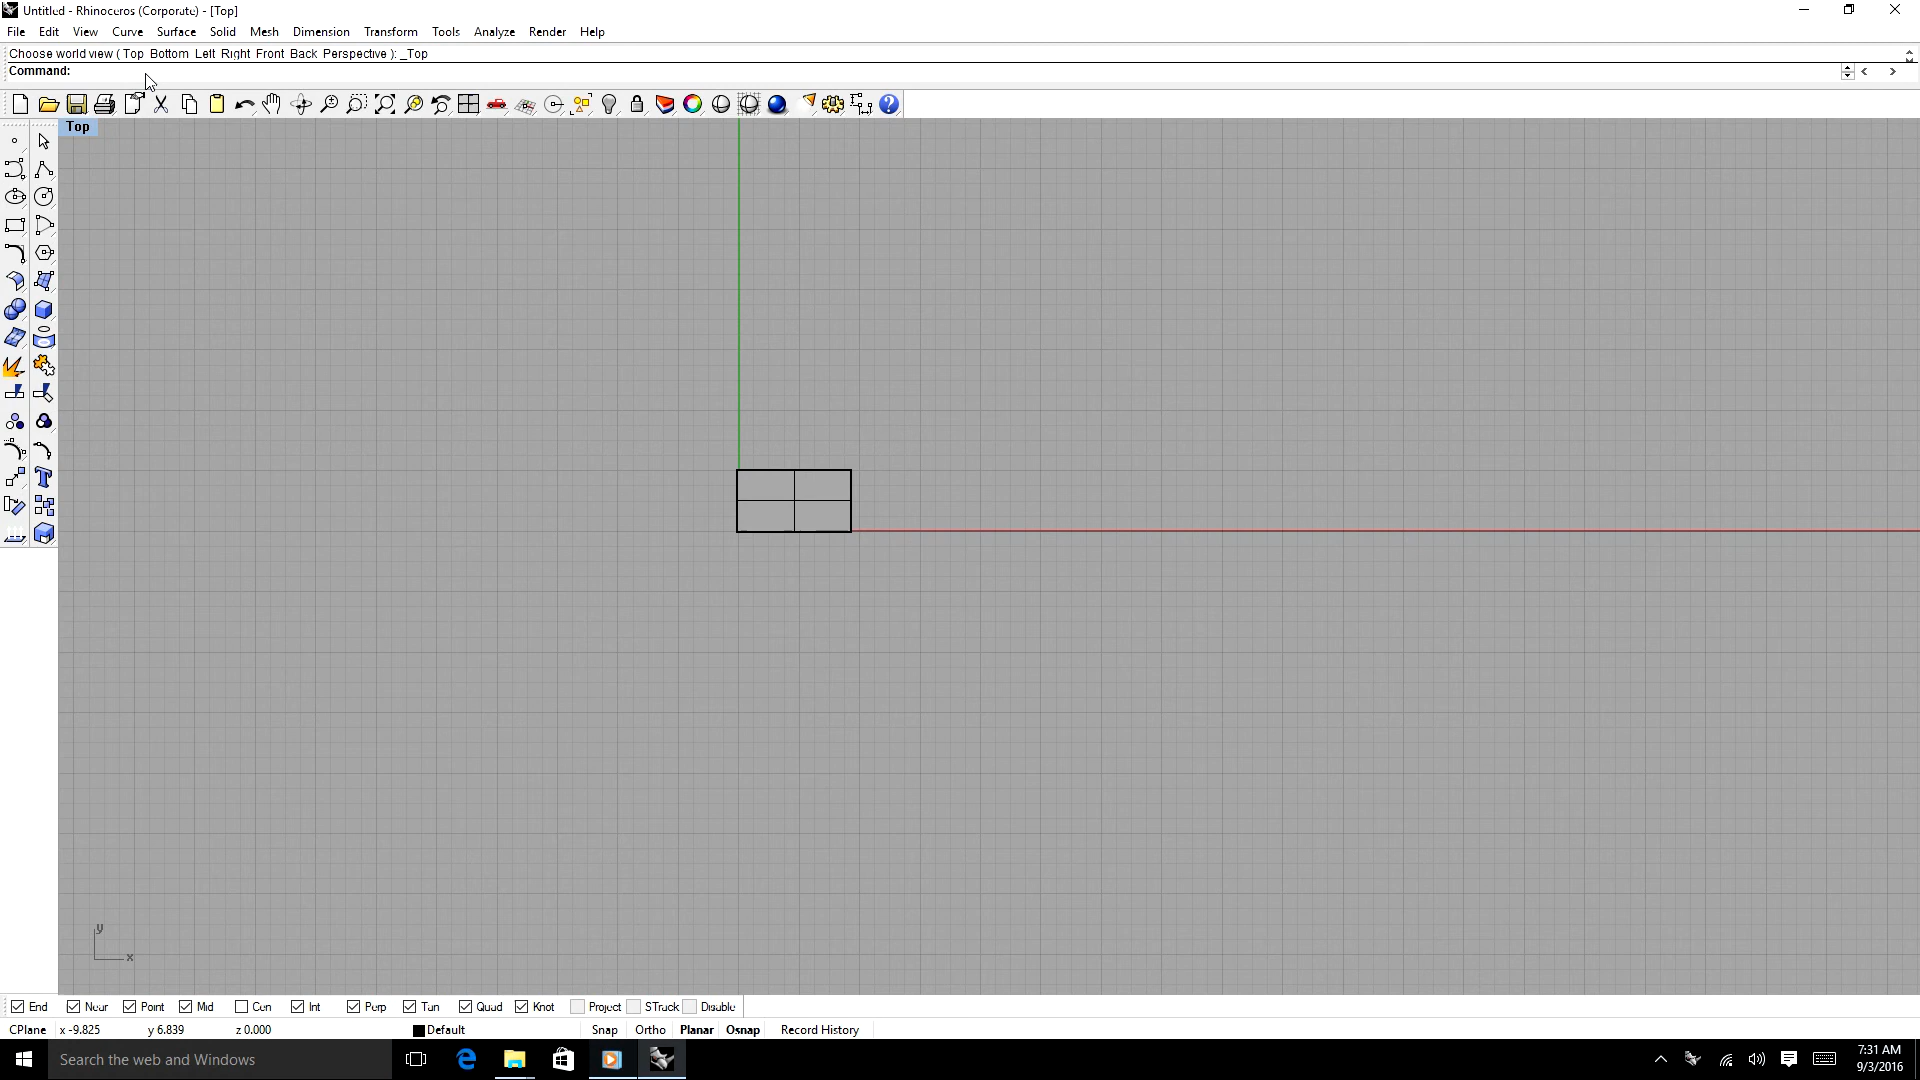 Untitled - Rhinoceros (Corporate) - [Top]
File Edit View Curve Surface Solid Mesh Dimension Transform Tools Analyze Render Help
Choose world view ( Top Bottom Left Right Front Back Perspective ): _Top
Command:
Top
y
x
End Near Point Mid Cen Int Perp Tan Quad Knot Project STrack Disable
CPlane x -9.825 y 6.839 z 0.000 Default Snap Ortho Planar Osnap Record History
Search the web and Windows
7:31 AM
9/3/2016